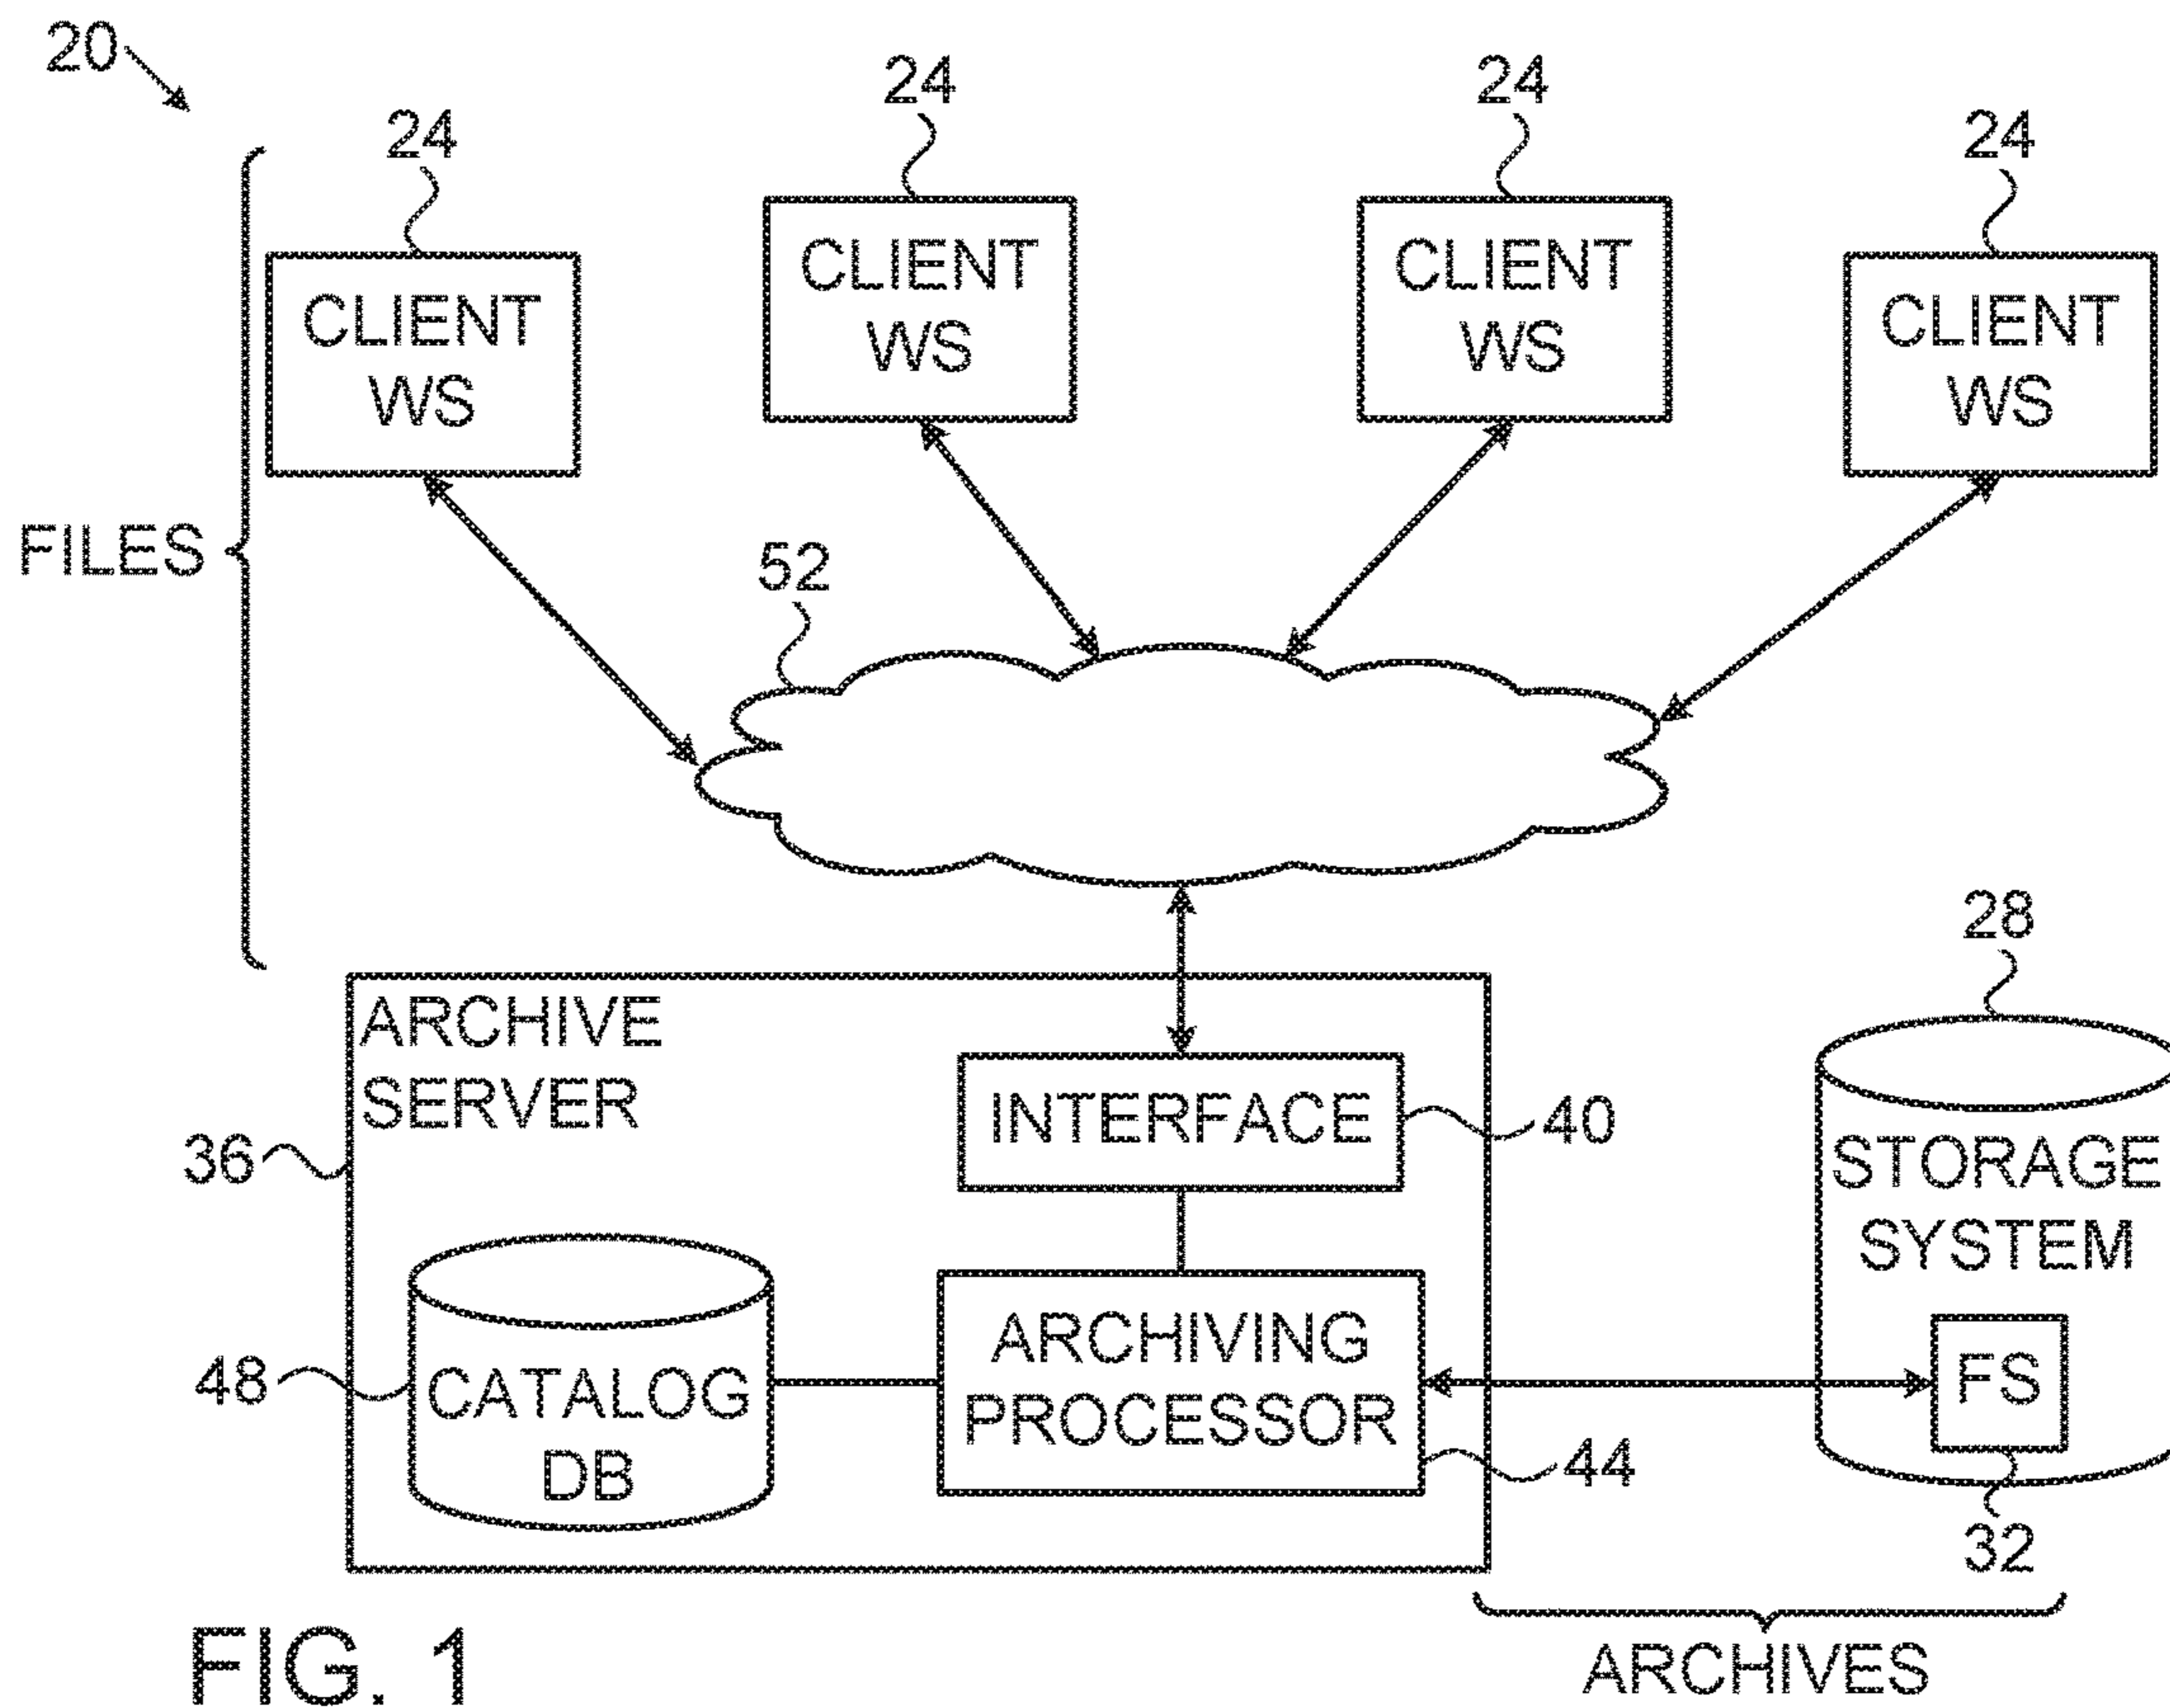 20
24
24
24
24
CLIENT
WS
CLIENT
WS
CLIENT
WS
CLIENT
WS
FILES
52
28
ARCHIVE
SERVER
INTERFACE
40
36
STORAGE
SYSTEM
48
CATALOG
DB
ARCHIVING
PROCESSOR
44
FS
32
ARCHIVES
FIG. 1